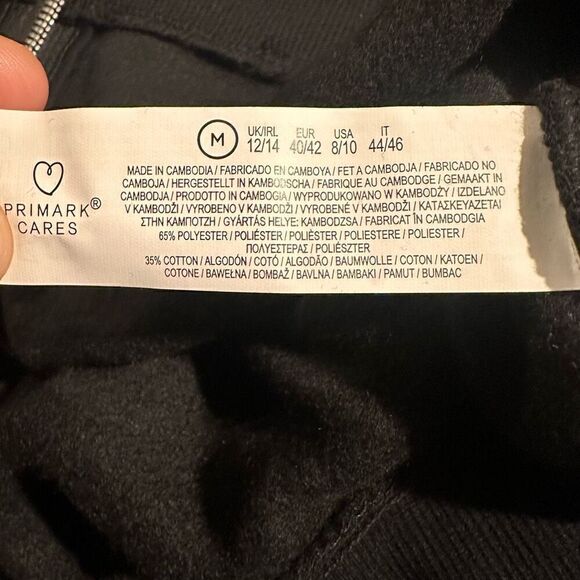 M
UK/IRL EUR USA IT
12/14 40/42 8/10 44/46
PRIMARK®
CARES
MADE IN CAMBODIA / FABRICADO EN CAMBOYA / FET A CAMBODJA / FABRICADO NO
CAMBOJA / HERGESTELLT IN KAMBODSCHA / FABRIQUE AU CAMBODGE / GEMAAKT IN
CAMBODJA / PRODOTTO IN CAMBOGIA / WYPRODUKOWANO W KAMBODŻY / IZDELANO
V KAMBODŽI / VYROBENO V KAMBODŽI / VYROBENÉ V KAMBODŽI / ΚΑΤΑΣΚΕΥΑΖΕΤΑΙ
ΣΤΗΝ ΚΑΜΠΟΤΖΗ / GYÁRTÁS HELYE: KAMBODZSA / FABRICAT ÎN CAMBODGIA
65% POLYESTER / POLIÉSTER / POLIÈSTER / POLIESTERE / POLIESTER /
ΠΟΛΥΕΣΤΕΡΑΣ / POLIÉSZTER
35% COTTON / ALGODÓN / COTÓ / ALGODÃO / BAUMWOLLE / COTON / KATOEN /
COTONE / BAWEŁNA / BOMBAŽ / BAVLNA / BAMBAKI / PAMUT / BUMBAC